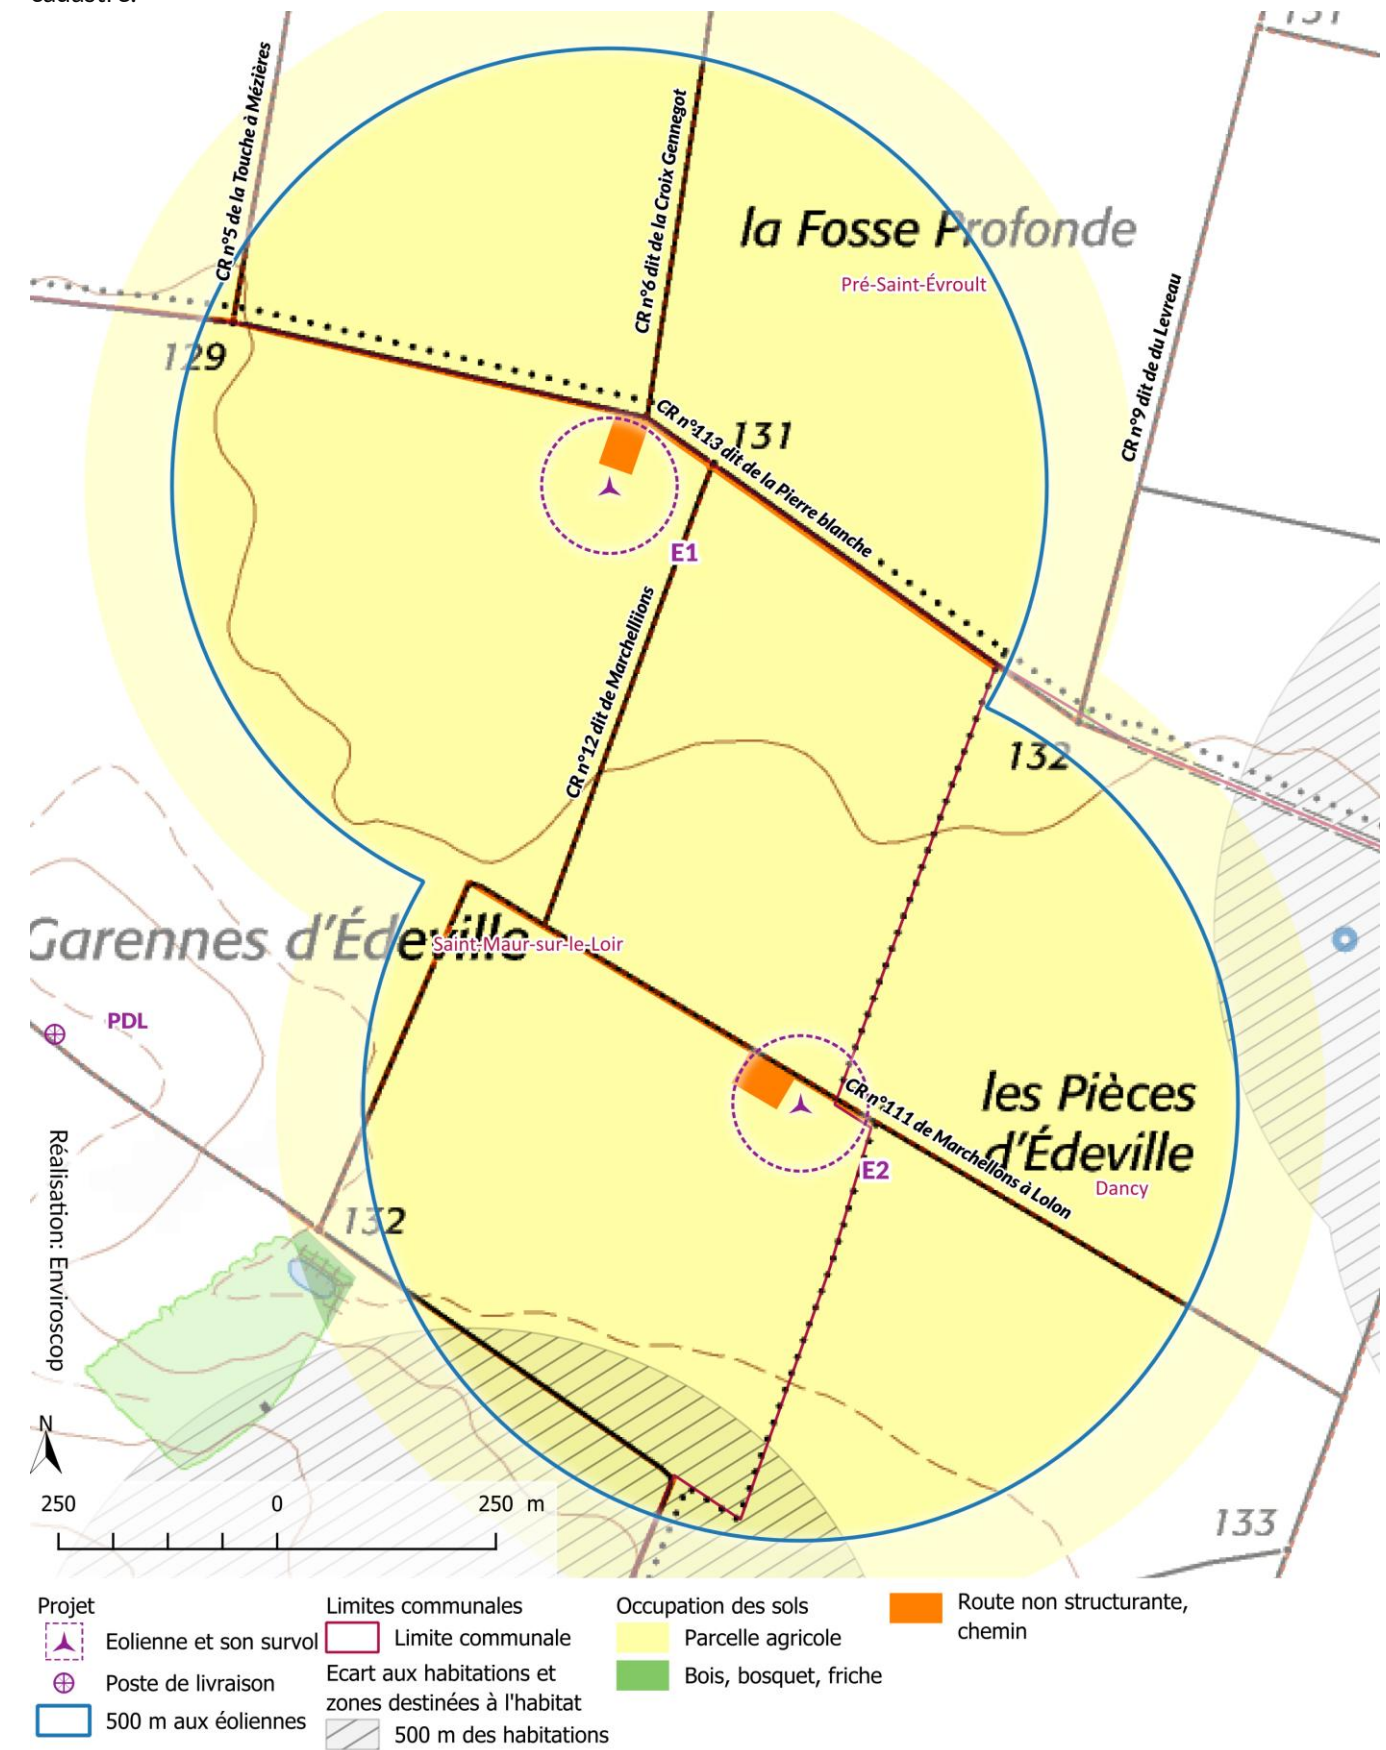 CR n°5 de la Touche à Mézières
CR n°6 dit de la Croix Gennegot
la Fosse Profonde
Pré-Saint-Évroult
CR n°9 dit de du Levreau
129
CR n°113 dit de la Pierre blanche
131
E1
CR n°12 dit de Marchelliions
132
Garennes d'Édeville
Saint-Maur-sur-le-Loir
PDL
les Pièces
d'Édeville
CR n°111 de Marchellons à Lolon
E2
Dancy
132
Réalisation: Enviroscop
N
250 0 250 m
133
Projet
Eolienne et son survol
Poste de livraison
500 m aux éoliennes
Limites communales
Limite communale
Ecart aux habitations et
zones destinées à l'habitat
500 m des habitations
Occupation des sols
Parcelle agricole
Bois, bosquet, friche
Route non structurante,
chemin